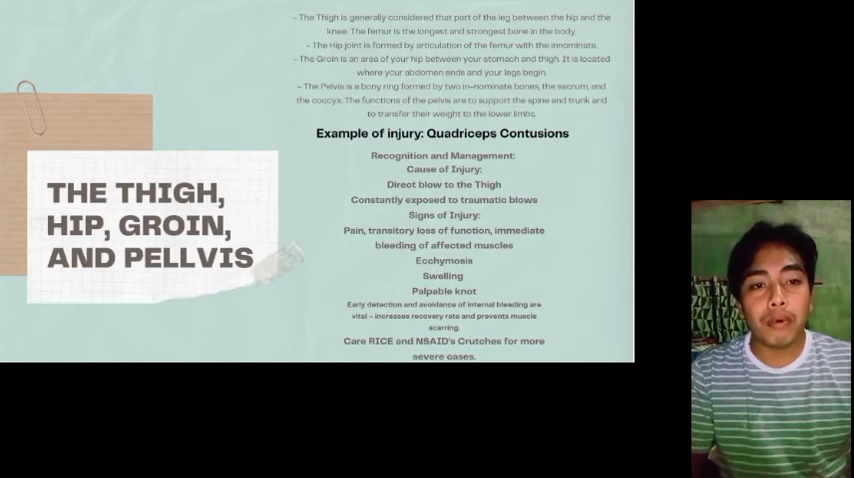 THE THIGH,
HIP, GROIN,
AND PELLVIS
- The Thigh is generally considered that part of the leg between the hip and the
knee. The femur is the longest and strongest bone in the body.
- The Hip joint is formed by articulation of the femur with the innominate.
- The Groin is an area of your hip between your stomach and thigh. It is located
where your abdomen ends and your legs begin.
- The Pelvis is a bony ring formed by two in-nominate bones, the sacrum, and
the coccyx. The functions of the pelvis are to support the spine and trunk and
to transfer their weight to the lower limbs.
Example of injury: Quadriceps Contusions
Recognition and Management:
Cause of Injury:
Direct blow to the Thigh
Constantly exposed to traumatic blows
Signs of Injury:
Pain, transitory loss of function, immediate
bleeding of affected muscles
Ecchymosis
Swelling
Palpable knot
Early detection and avoidance of internal bleeding are
vital - increases recovery rate and prevents muscle
scarring.
Care RICE and NSAID's Crutches for more
severe cases.